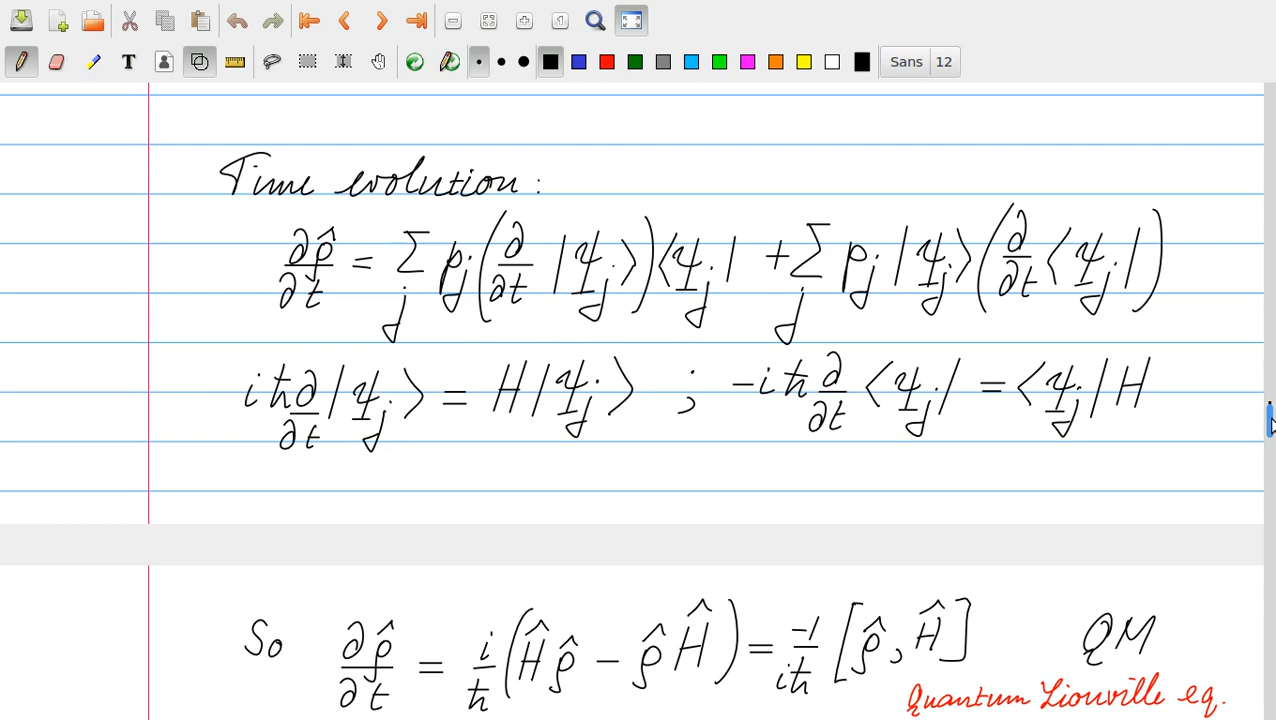 Sans 12
Time evolution :
∂ρ̂/∂t = Σ_j p_j (∂/∂t |Ψ_j⟩)⟨Ψ_j| + Σ_j p_j |Ψ_j⟩(∂/∂t ⟨Ψ_j|)
iħ ∂/∂t |Ψ_j⟩ = H|Ψ_j⟩ ; -iħ ∂/∂t ⟨Ψ_j| = ⟨Ψ_j|H
So ∂ρ̂/∂t = i/ħ (Ĥρ̂ - ρ̂Ĥ) = -1/iħ [ρ̂, Ĥ] QM
Quantum Liouville eq.